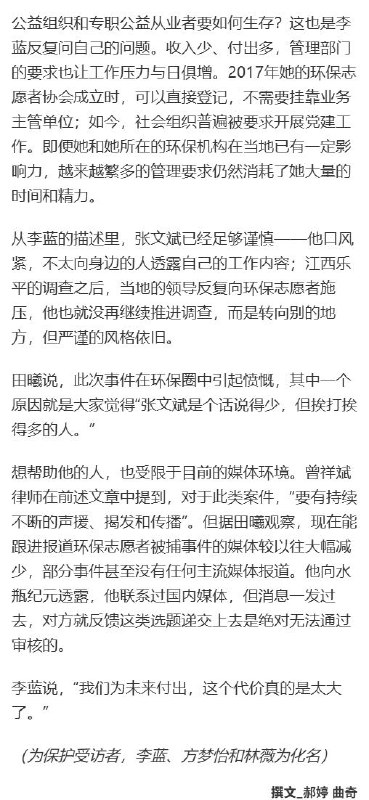 公益组织和专职公益从业者要如何生存？这也是李
蓝反复问自己的问题。收入少、付出多，管理部门
的要求也让工作压力与日俱增。2017年她的环保志
愿者协会成立时，可以直接登记，不需要挂靠业务
主管单位；如今，社会组织普遍被要求开展党建工
作。即便她和她所在的环保机构在当地已有一定影
响力，越来越繁多的管理要求仍然消耗了她大量的
时间和精力。
从李蓝的描述里，张文斌已经足够谨慎——他口风
紧，不太向身边的人透露自己的工作内容；江西乐
平的调查之后，当地的领导反复向环保志愿者施
压，他也就没再继续推进调查，而是转向别的地
方，但严谨的风格依旧。
田曦说，此次事件在环保圈中引起愤慨，其中一个
原因就是大家觉得“张文斌是个话说得少，但挨打挨
得多的人。”
想帮助他的人，也受限于目前的媒体环境。曾祥斌
律师在前述文章中提到，对于此类案件，“要有持续
不断的声援、揭发和传播”。但据田曦观察，现在能
跟进报道环保志愿者被捕事件的媒体较以往大幅减
少，部分事件甚至没有任何主流媒体报道。他向水
瓶纪元透露，他联系过国内媒体，但消息一发过
去，对方就反馈这类选题递交上去是绝对无法通过
审核的。
李蓝说，“我们为未来付出，这个代价真的是太大
了。”
（为保护受访者，李蓝、方梦怡和林薇为化名）
撰文_郝婷 曲奇